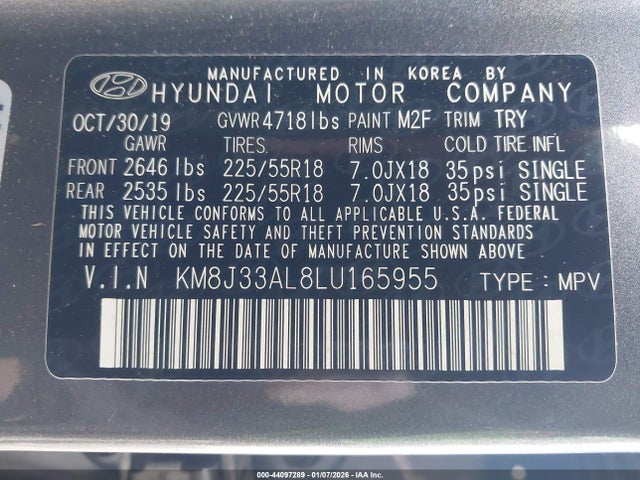 MANUFACTURED IN KOREA BY
HYUNDAI MOTOR COMPANY
OCT/30/19 GVWR 4718 lbs PAINT M2F TRIM TRY
GAWR TIRES. RIMS COLD TIRE INFL
FRONT 2646 lbs 225/55R18 7.0JX18 35psi SINGLE
REAR 2535 lbs 225/55R18 7.0JX18 35psi SINGLE
THIS VEHICLE CONFORMS TO ALL APPLICABLE U.S.A. FEDERAL
MOTOR VEHICLE SAFETY AND THEFT PREVENTION STANDARDS
IN EFFECT ON THE DATE OF MANUFACTURE SHOWN ABOVE
V.I.N KM8J33AL8LU165955 TYPE : MPV
000-44097289 - 01/07/2026 - IAA Inc.